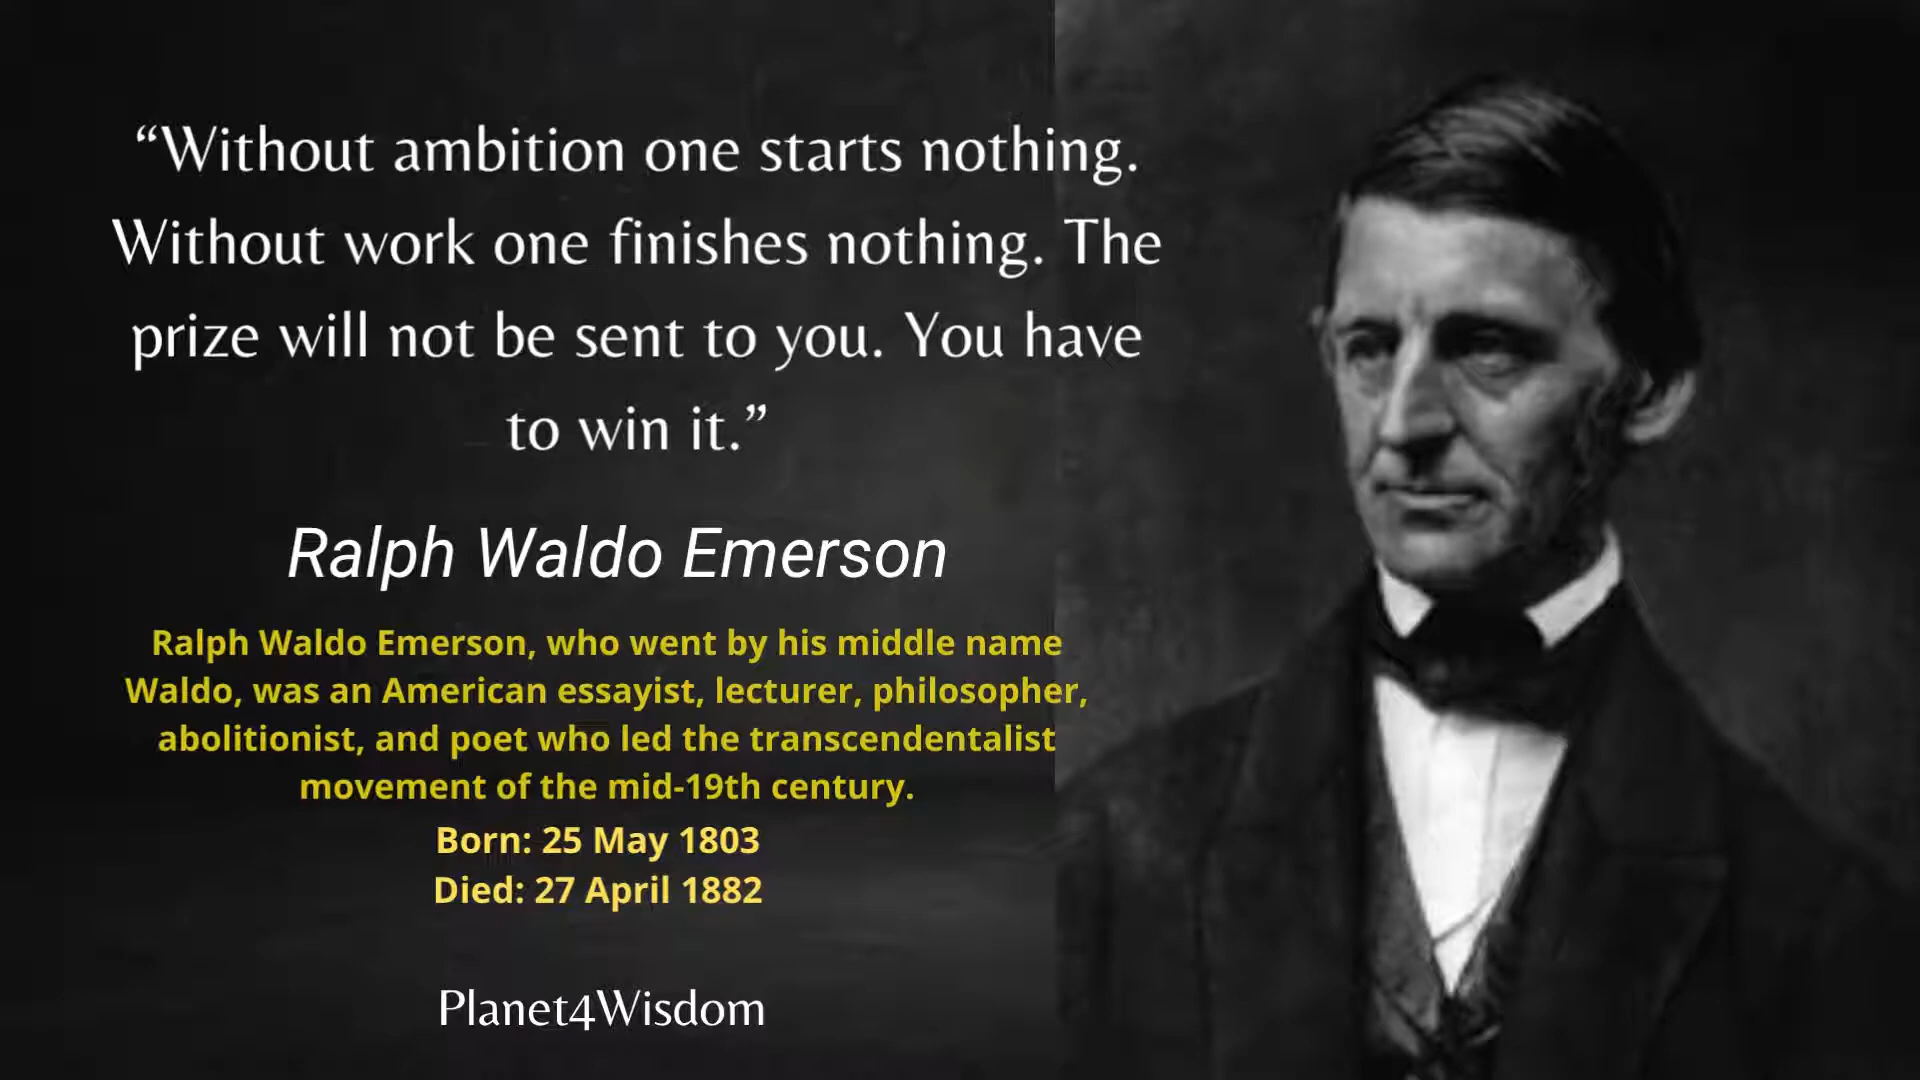 “Without ambition one starts nothing.
Without work one finishes nothing. The
prize will not be sent to you. You have
to win it.”
Ralph Waldo Emerson
Ralph Waldo Emerson, who went by his middle name
Waldo, was an American essayist, lecturer, philosopher,
abolitionist, and poet who led the transcendentalist
movement of the mid-19th century.
Born: 25 May 1803
Died: 27 April 1882
Planet4Wisdom